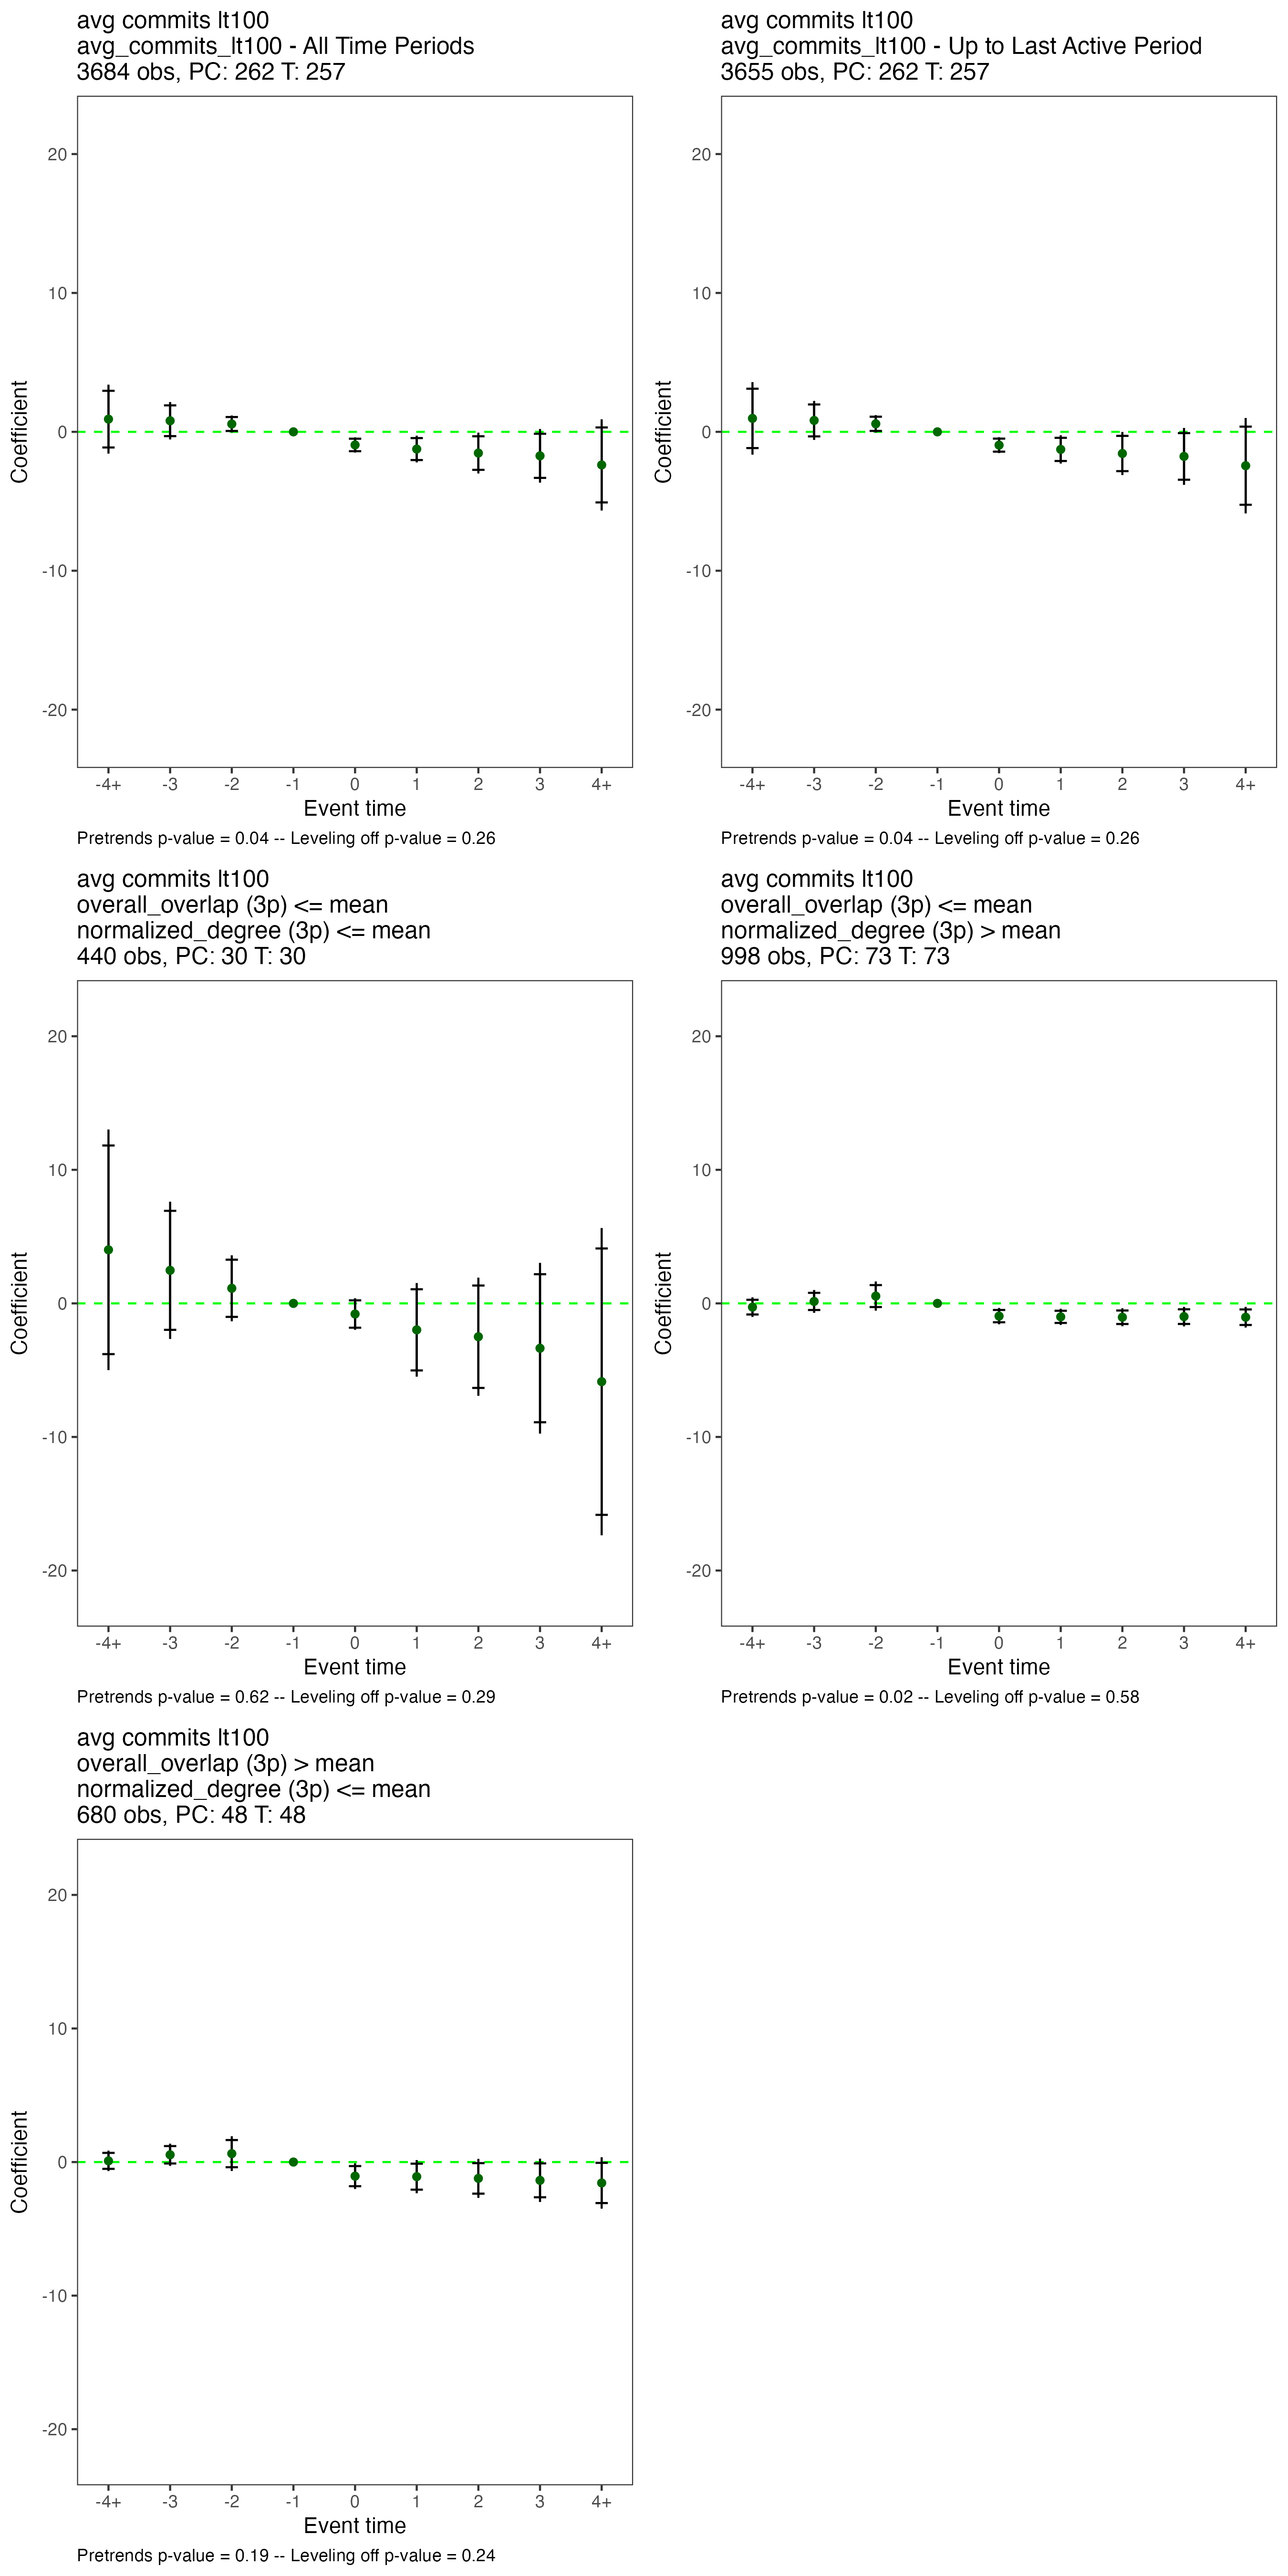 avg commits lt100
avg_commits_lt100 - All Time Periods
3684 obs, PC: 262 T: 257
20
10
0
-10
-20
Coefficient
-4+ -3 -2 -1 0 1 2 3 4+
Event time
Pretrends p-value = 0.04 -- Leveling off p-value = 0.26
avg commits lt100
avg_commits_lt100 - Up to Last Active Period
3655 obs, PC: 262 T: 257
20
10
0
-10
-20
Coefficient
-4+ -3 -2 -1 0 1 2 3 4+
Event time
Pretrends p-value = 0.04 -- Leveling off p-value = 0.26
avg commits lt100
overall_overlap (3p) <= mean
normalized_degree (3p) <= mean
440 obs, PC: 30 T: 30
20
10
0
-10
-20
Coefficient
-4+ -3 -2 -1 0 1 2 3 4+
Event time
Pretrends p-value = 0.62 -- Leveling off p-value = 0.29
avg commits lt100
overall_overlap (3p) <= mean
normalized_degree (3p) > mean
998 obs, PC: 73 T: 73
20
10
0
-10
-20
Coefficient
-4+ -3 -2 -1 0 1 2 3 4+
Event time
Pretrends p-value = 0.02 -- Leveling off p-value = 0.58
avg commits lt100
overall_overlap (3p) > mean
normalized_degree (3p) <= mean
680 obs, PC: 48 T: 48
20
10
0
-10
-20
Coefficient
-4+ -3 -2 -1 0 1 2 3 4+
Event time
Pretrends p-value = 0.19 -- Leveling off p-value = 0.24